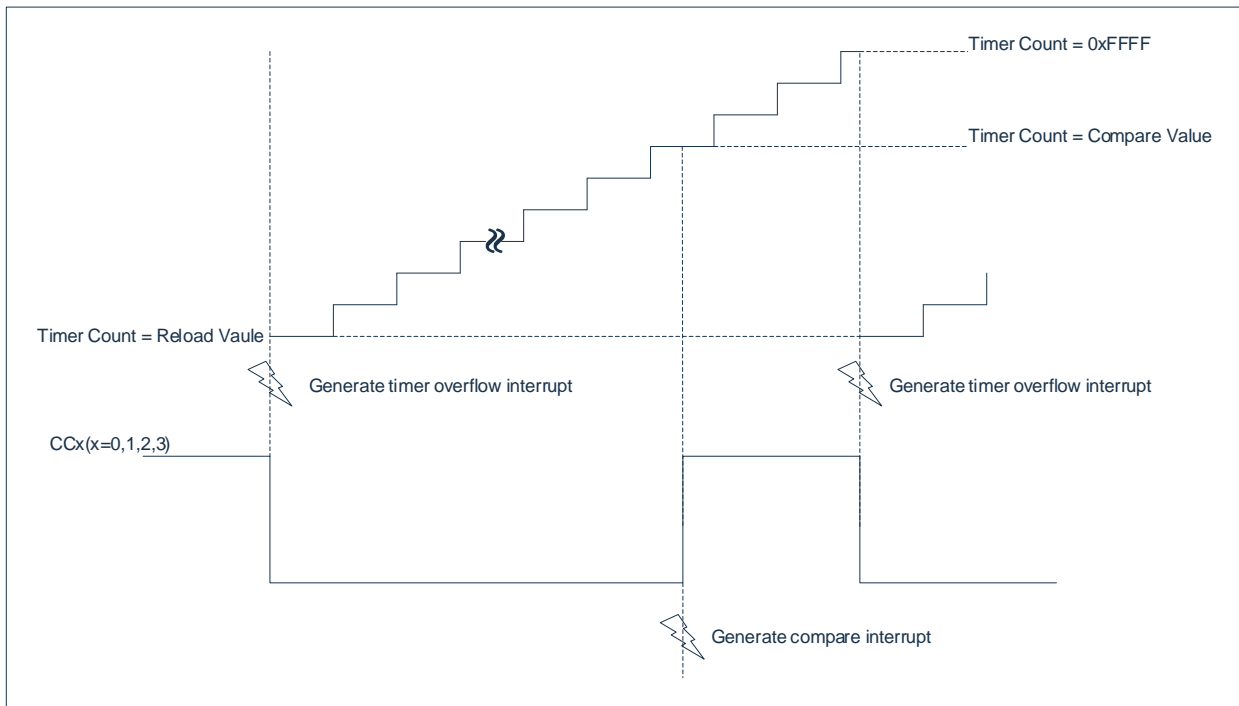 Timer Count = 0xFFFF
Timer Count = Compare Value
Timer Count = Reload Vaule
Generate timer overflow interrupt
Generate timer overflow interrupt
CCx(x=0,1,2,3)
Generate compare interrupt